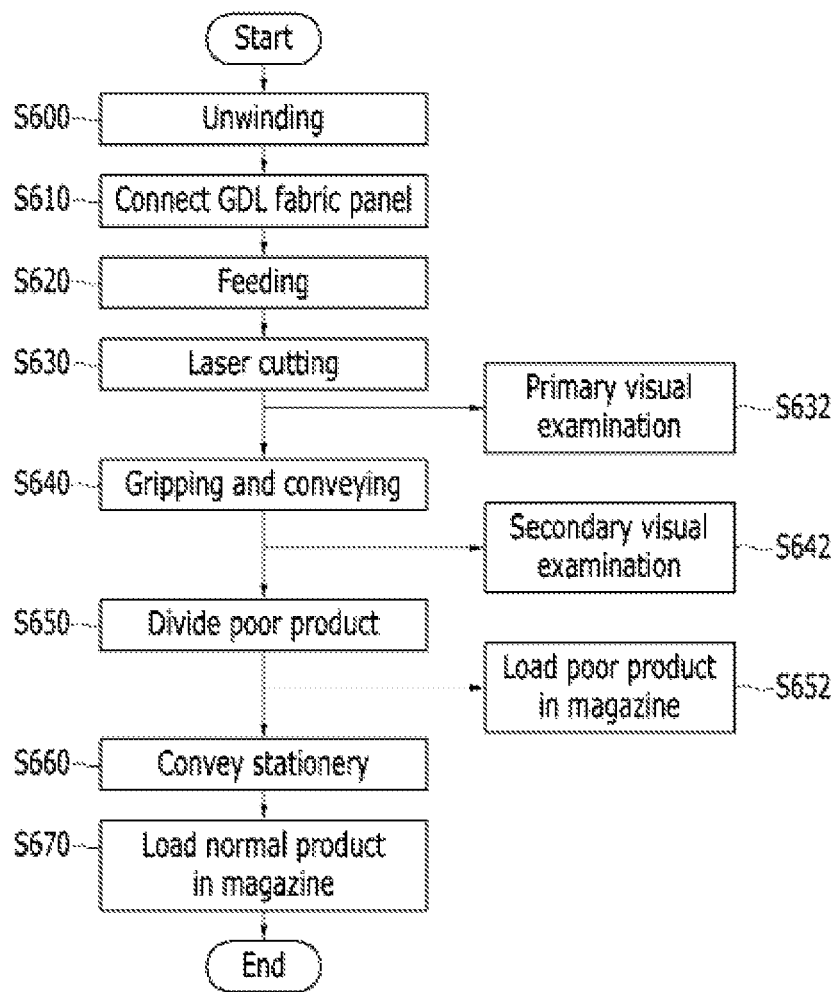 Start
S600
Unwinding
S610
Connect GDL fabric panel
S620
Feeding
S630
Laser cutting
Primary visual
examination
S632
S640
Gripping and conveying
Secondary visual
examination
S642
S650
Divide poor product
Load poor product
in magazine
S652
S660
Convey stationery
S670
Load normal product
in magazine
End